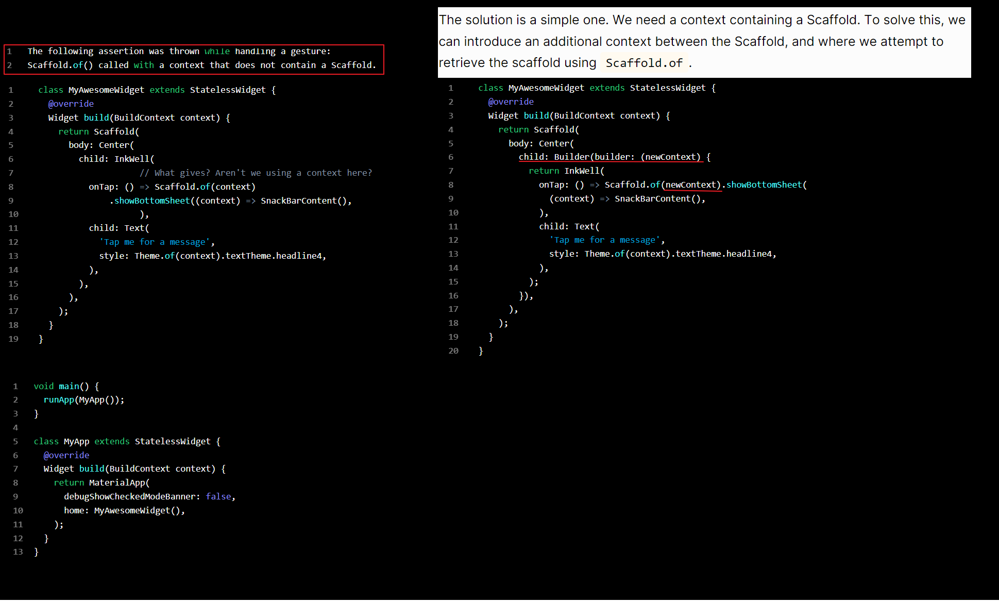 1 The following assertion was thrown while handling a gesture:
2 Scaffold.of() called with a context that does not contain a Scaffold.
1 class MyAwesomeWidget extends StatelessWidget {
2 @override
3 Widget build(BuildContext context) {
4 return Scaffold(
5 body: Center(
6 child: InkWell(
7 // What gives? Aren't we using a context here?
8 onTap: () => Scaffold.of(context)
9 .showBottomSheet((context) => SnackBarContent(),
10 ),
11 child: Text(
12 'Tap me for a message',
13 style: Theme.of(context).textTheme.headline4,
14 ),
15 ),
16 ),
17 );
18 }
19 }
1 void main() {
2 runApp(MyApp());
3 }
4
5 class MyApp extends StatelessWidget {
6 @override
7 Widget build(BuildContext context) {
8 return MaterialApp(
9 debugShowCheckedModeBanner: false,
10 home: MyAwesomeWidget(),
11 );
12 }
13 }
The solution is a simple one. We need a context containing a Scaffold. To solve this, we
can introduce an additional context between the Scaffold, and where we attempt to
retrieve the scaffold using Scaffold.of .
1 class MyAwesomeWidget extends StatelessWidget {
2 @override
3 Widget build(BuildContext context) {
4 return Scaffold(
5 body: Center(
6 child: Builder(builder: (newContext) {
7 return InkWell(
8 onTap: () => Scaffold.of(newContext).showBottomSheet(
9 (context) => SnackBarContent(),
10 ),
11 child: Text(
12 'Tap me for a message',
13 style: Theme.of(context).textTheme.headline4,
14 ),
15 );
16 }),
17 ),
18 );
19 }
20 }